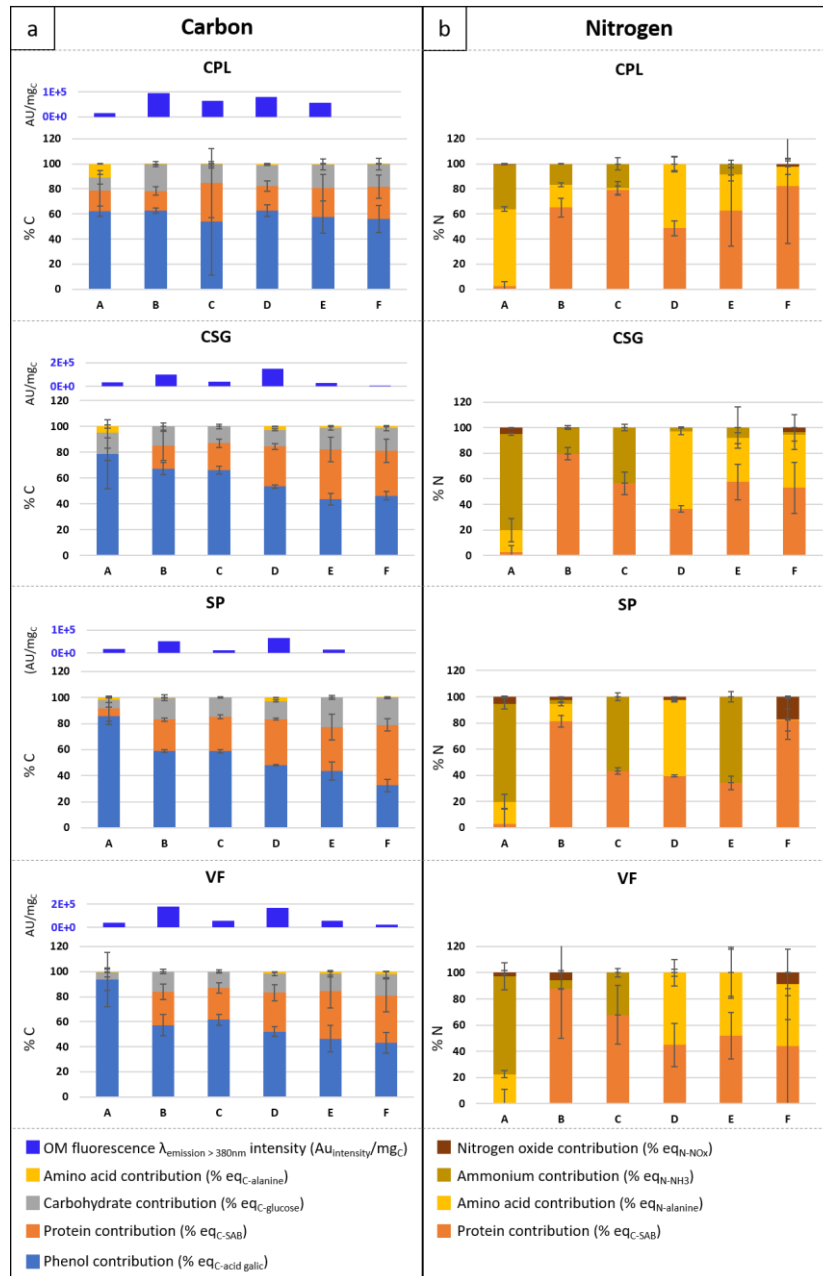 a Carbon
CPL
AU/mgc
1E+5
0E+0
% C
120
100
80
60
40
20
0
A B C D E F
CSG
AU/mgc
2E+5
0E+0
% C
120
100
80
60
40
20
0
A B C D E F
SP
(AU/mgc
1E+5
0E+0
% C
120
100
80
60
40
20
0
A B C D E F
VF
AU/mgc
2E+5
0E+0
% C
120
100
80
60
40
20
0
A B C D E F
OM fluorescence λemission > 380nm intensity (Auintensity/mgC)
Amino acid contribution (% eqC-alanine)
Carbohydrate contribution (% eqC-glucose)
Protein contribution (% eqC-SAB)
Phenol contribution (% eqC-acid galic)
b Nitrogen
CPL
% N
120
100
80
60
40
20
0
A B C D E F
CSG
% N
120
100
80
60
40
20
0
A B C D E F
SP
% N
120
100
80
60
40
20
0
A B C D E F
VF
% N
120
100
80
60
40
20
0
A B C D E F
Nitrogen oxide contribution (% eqN-NOx)
Ammonium contribution (% eqN-NH3)
Amino acid contribution (% eqN-alanine)
Protein contribution (% eqC-SAB)